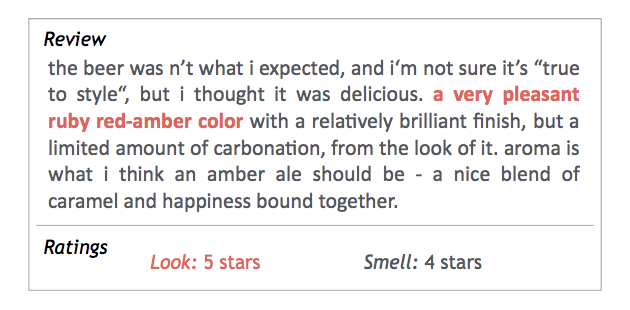 Review
the beer was n't what i expected, and i'm not sure it's “true
to style“, but i thought it was delicious. a very pleasant
ruby red-amber color with a relatively brilliant finish, but a
limited amount of carbonation, from the look of it. aroma is
what i think an amber ale should be - a nice blend of
caramel and happiness bound together.
Ratings
Look: 5 stars Smell: 4 stars